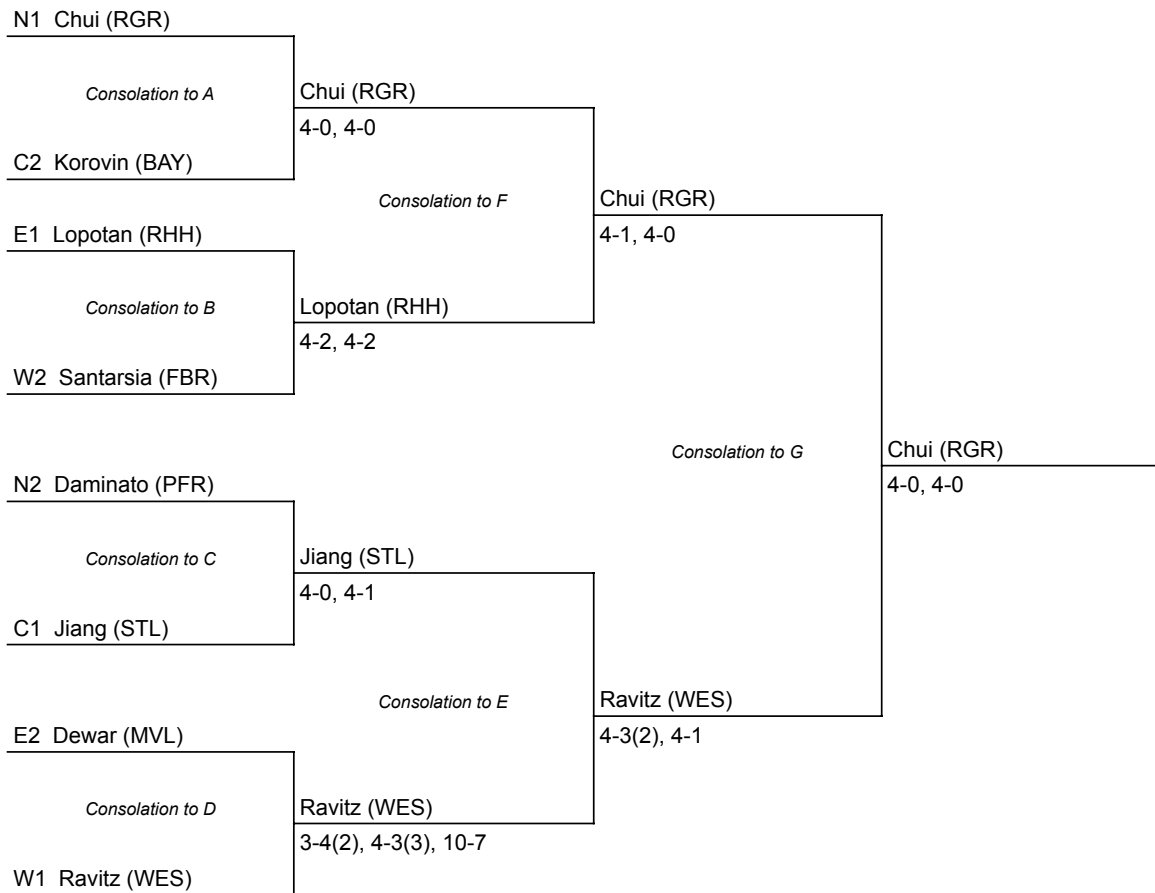 N1 Chui (RGR)
Consolation to A
Chui (RGR)
4-0, 4-0
C2 Korovin (BAY)
Consolation to F
Chui (RGR)
4-1, 4-0
E1 Lopotan (RHH)
Consolation to B
Lopotan (RHH)
4-2, 4-2
W2 Santarsia (FBR)
Consolation to G
Chui (RGR)
4-0, 4-0
N2 Daminato (PFR)
Consolation to C
Jiang (STL)
4-0, 4-1
C1 Jiang (STL)
Consolation to E
Ravitz (WES)
4-3(2), 4-1
E2 Dewar (MVL)
Consolation to D
Ravitz (WES)
3-4(2), 4-3(3), 10-7
W1 Ravitz (WES)